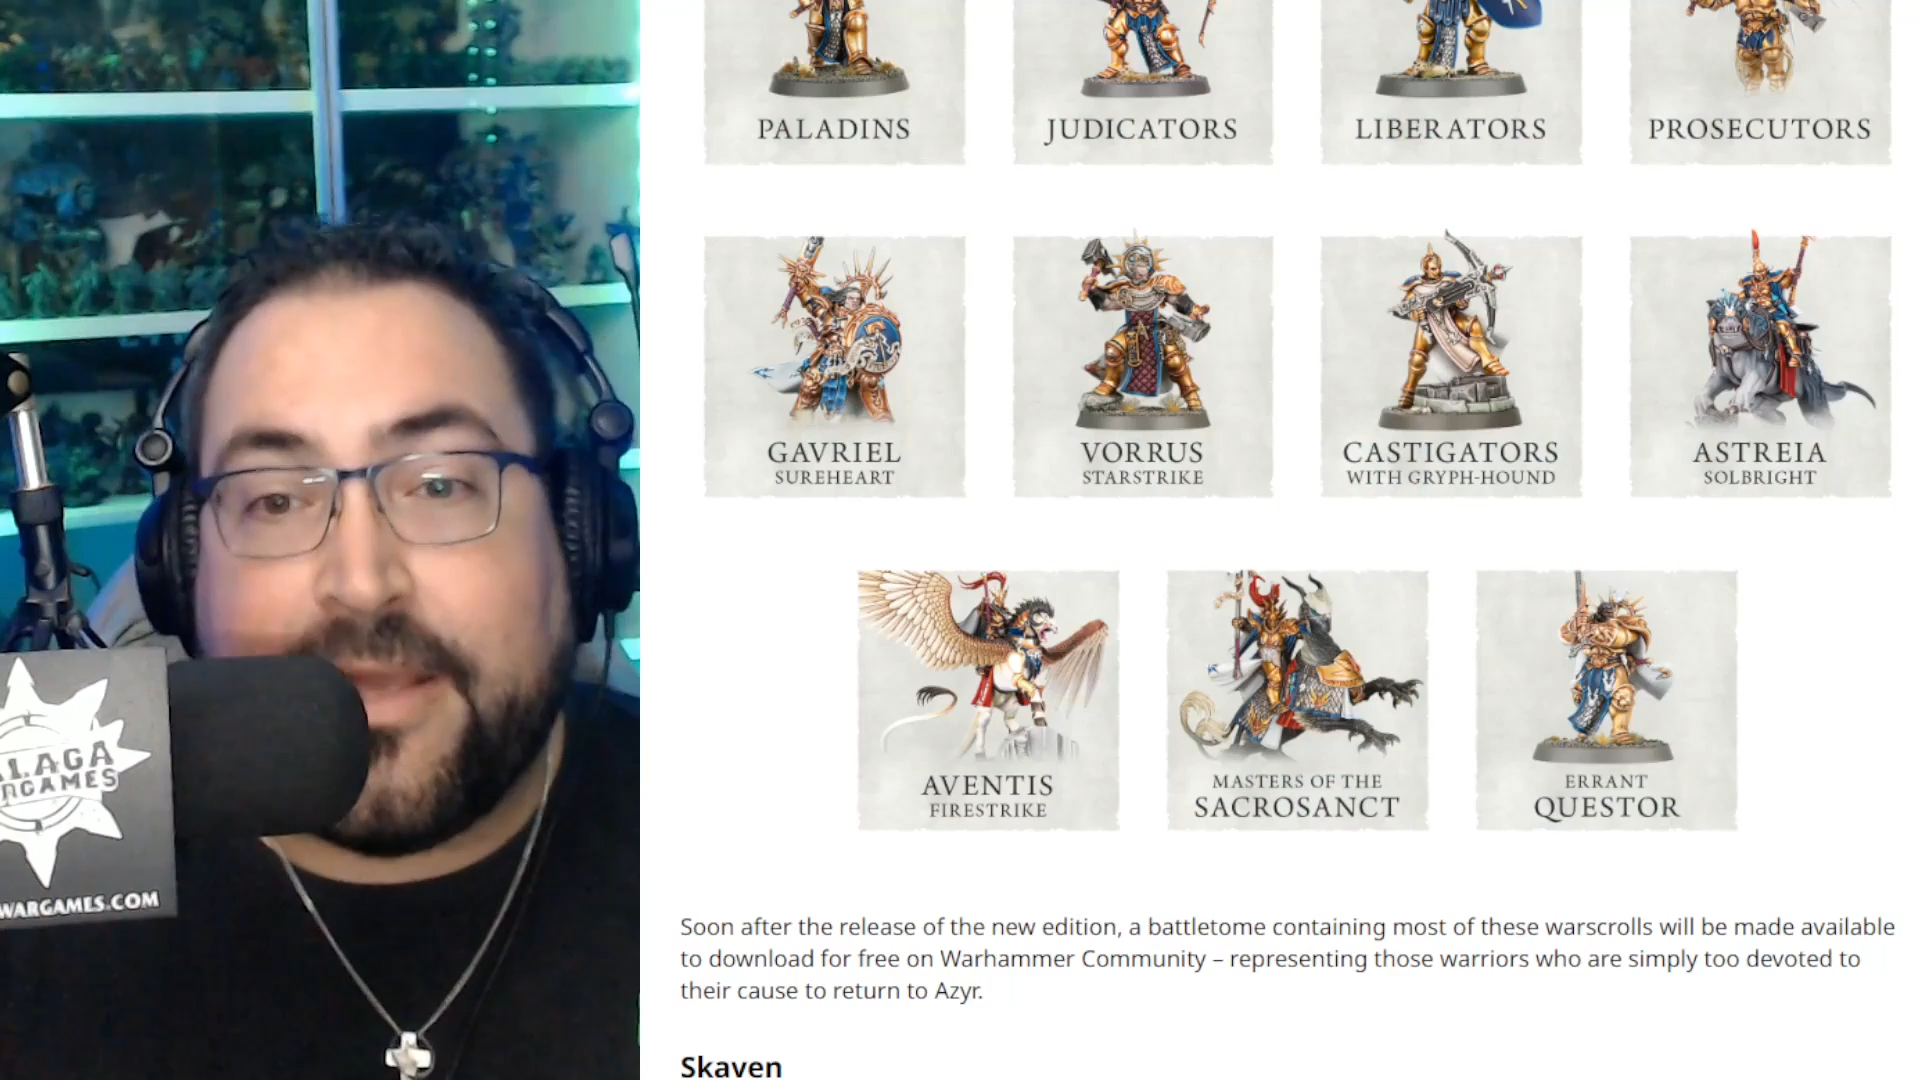 PALADINS
JUDICATORS
LIBERATORS
PROSECUTORS
GAVRIEL
SUREHEART
VORRUS
STARSTRIKE
CASTIGATORS
WITH GRYPH-HOUND
ASTREIA
SOLBRIGHT
AVENTIS
FIRESTRIKE
MASTERS OF THE
SACROSANCT
ERRANT
QUESTOR
Soon after the release of the new edition, a battletome containing most of these warscrolls will be made available
to download for free on Warhammer Community – representing those warriors who are simply too devoted to
their cause to return to Azyr.
Skaven
ALAGA
RGAMES
WARGAMES.COM